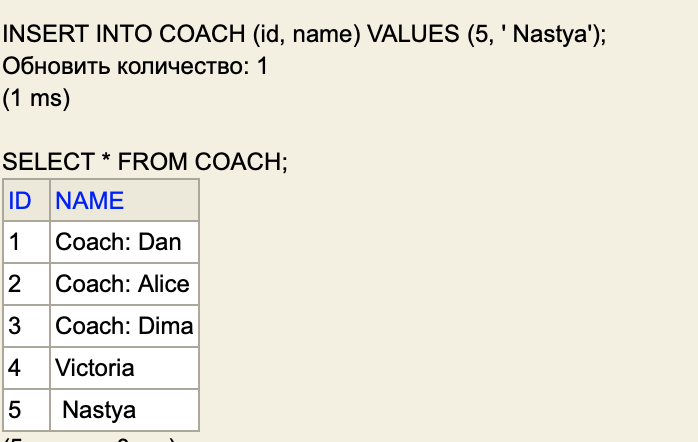 INSERT INTO COACH (id, name) VALUES (5, ' Nastya');
Обновить количество: 1
(1 ms)
SELECT * FROM COACH;
ID NAME
1 Coach: Dan
2 Coach: Alice
3 Coach: Dima
4 Victoria
5 Nastya